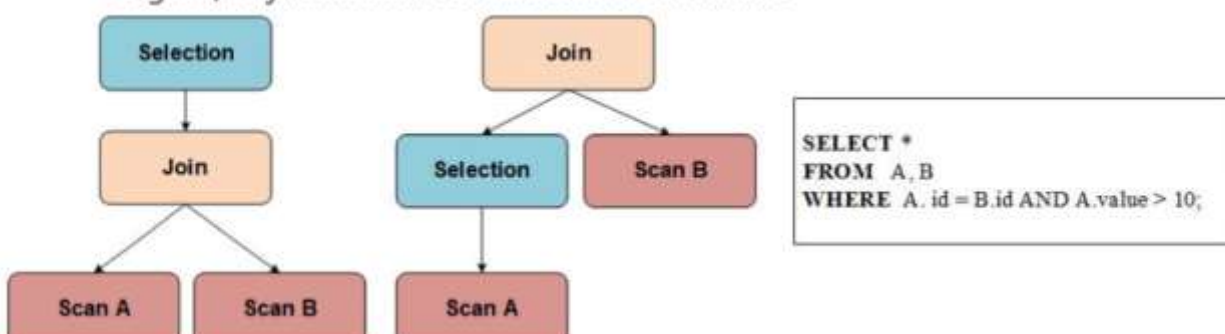 Selection
Join
Join
Selection
Scan B
SELECT *
FROM A, B
WHERE A. id = B.id AND A.value > 10;
Scan A
Scan B
Scan A